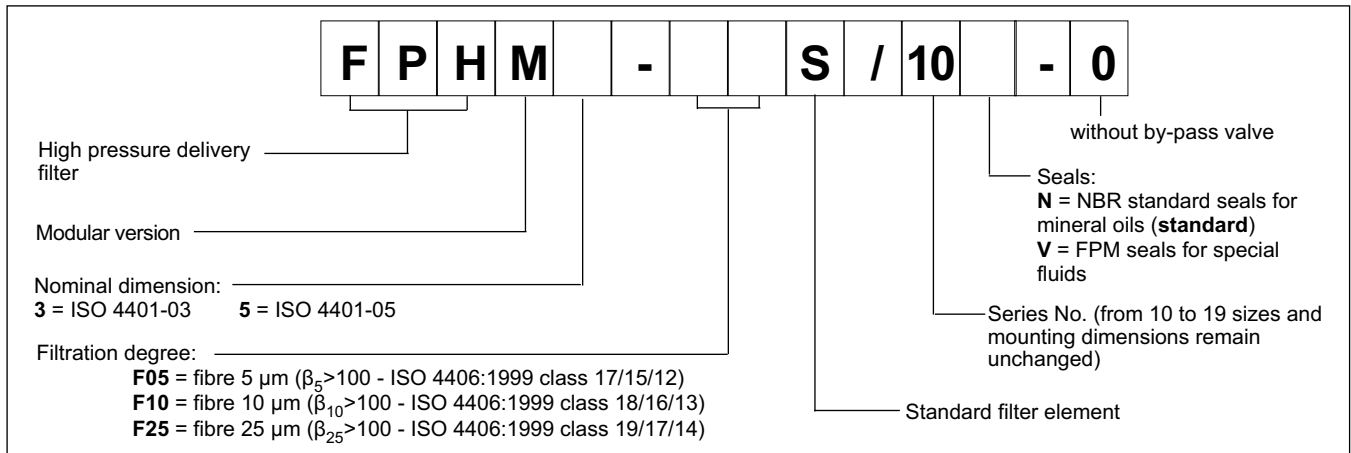 F P H M - S / 10 - 0
without by-pass valve
High pressure delivery
filter
Seals:
N = NBR standard seals for
mineral oils (standard)
V = FPM seals for special
fluids
Modular version
Nominal dimension:
3 = ISO 4401-03 5 = ISO 4401-05
Series No. (from 10 to 19 sizes and
mounting dimensions remain
unchanged)
Filtration degree:
F05 = fibre 5 μm (β5>100 - ISO 4406:1999 class 17/15/12)
F10 = fibre 10 μm (β10>100 - ISO 4406:1999 class 18/16/13)
F25 = fibre 25 μm (β25>100 - ISO 4406:1999 class 19/17/14)
Standard filter element